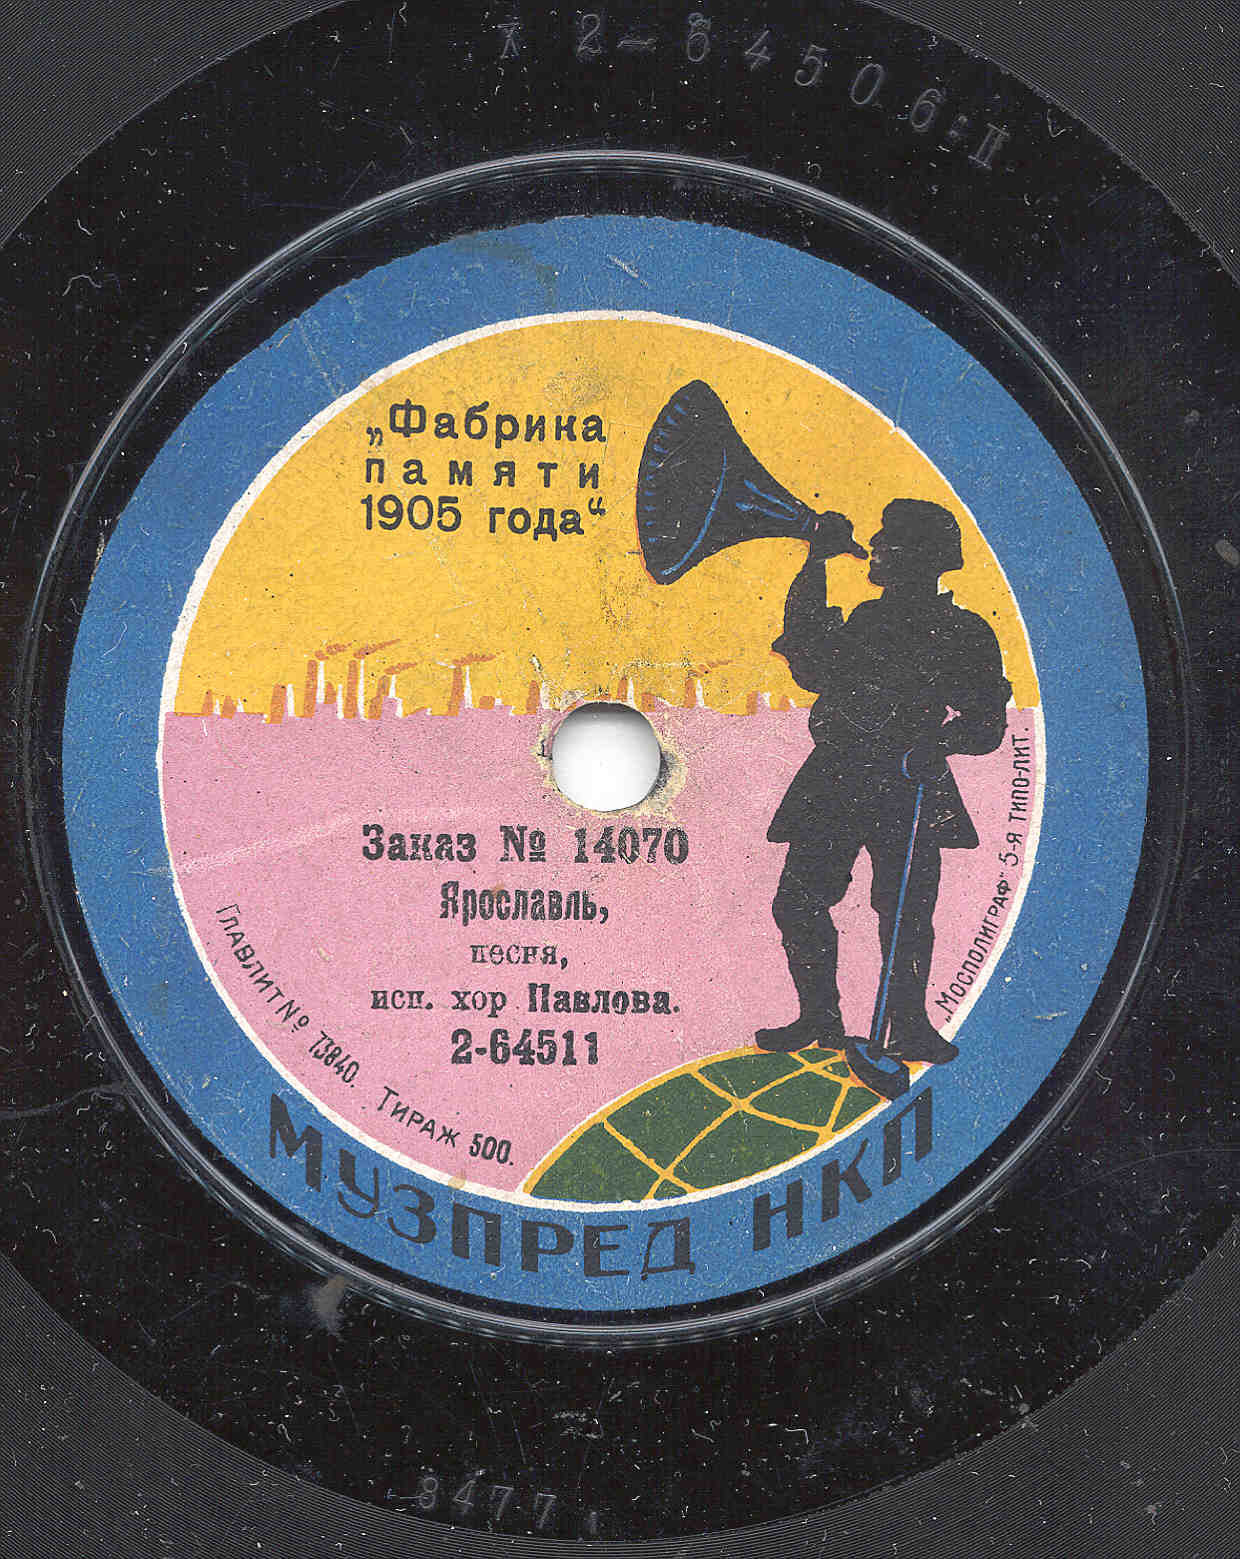 X 2-64506:II
„Фабрика
памяти
1905 года“
Заказ № 14070
Ярославль,
песня,
исп. хор Павлова.
2-64511
Главлит № 73840. Тираж 500.
„Мосполиграф“ 5-я типо-лит.
МУЗПРЕД НКП
8477